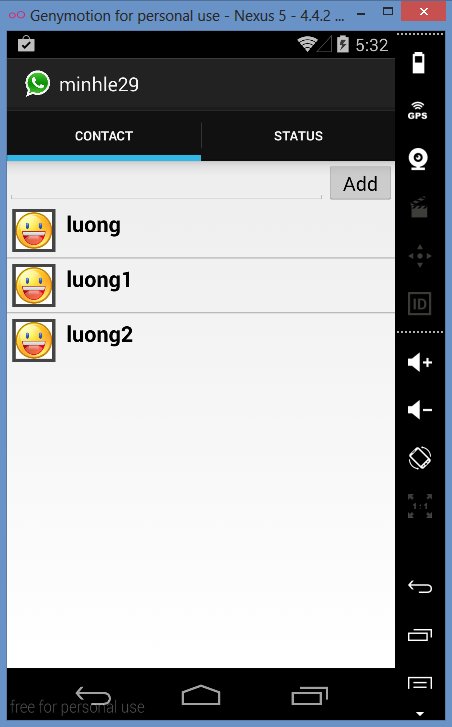 Genymotion for personal use - Nexus 5 - 4.4.2 ...
5:32
GPS
minhle29
CONTACT
STATUS
Add
luong
luong1
ID
luong2
1:1
free for personal use